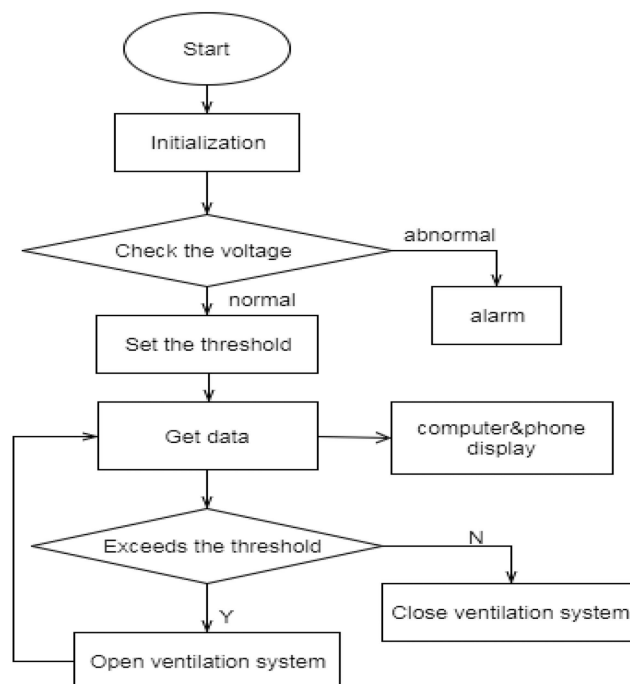 Start
Initialization
Check the voltage
abnormal
normal
alarm
Set the threshold
Get data
computer&phone
display
Exceeds the threshold
N
Y
Close ventilation system
Open ventilation system